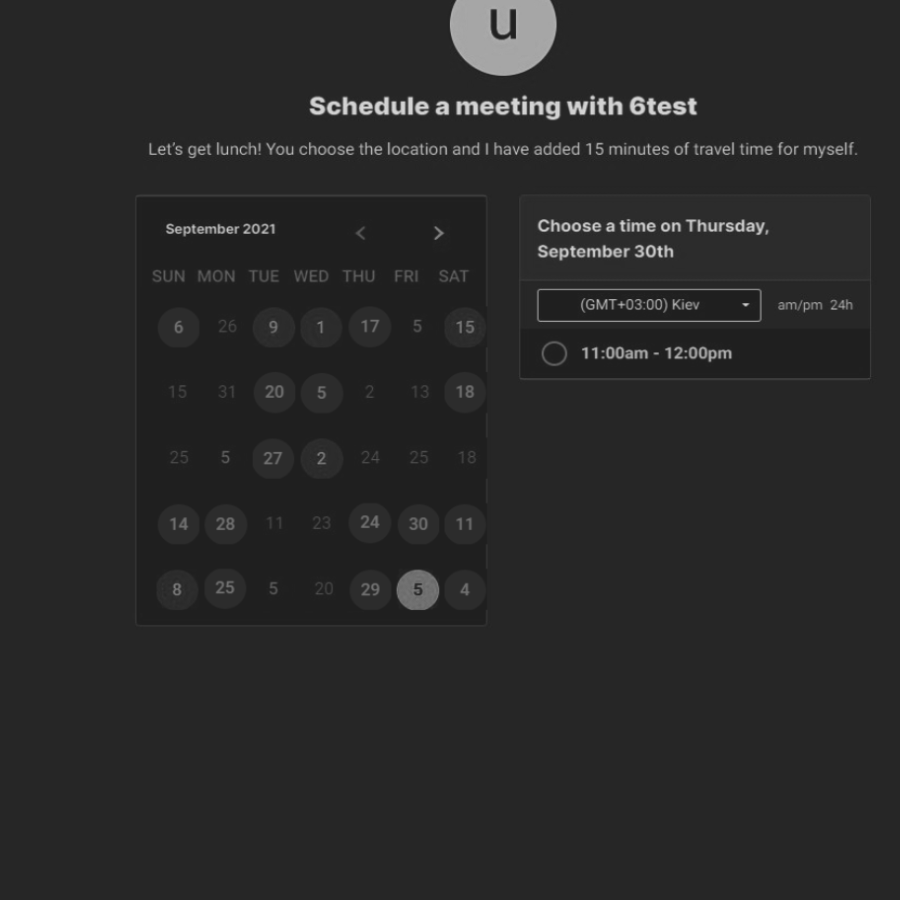 u
Schedule a meeting with 6test
Let's get lunch! You choose the location and I have added 15 minutes of travel time for myself.
September 2021 < >
SUN MON TUE WED THU FRI SAT
6 26 9 1 17 5 15
15 31 20 5 2 13 18
25 5 27 2 24 25 18
14 28 11 23 24 30 11
8 25 5 20 29 5 4
Choose a time on Thursday,
September 30th
(GMT+03:00) Kiev am/pm 24h
11:00am - 12:00pm